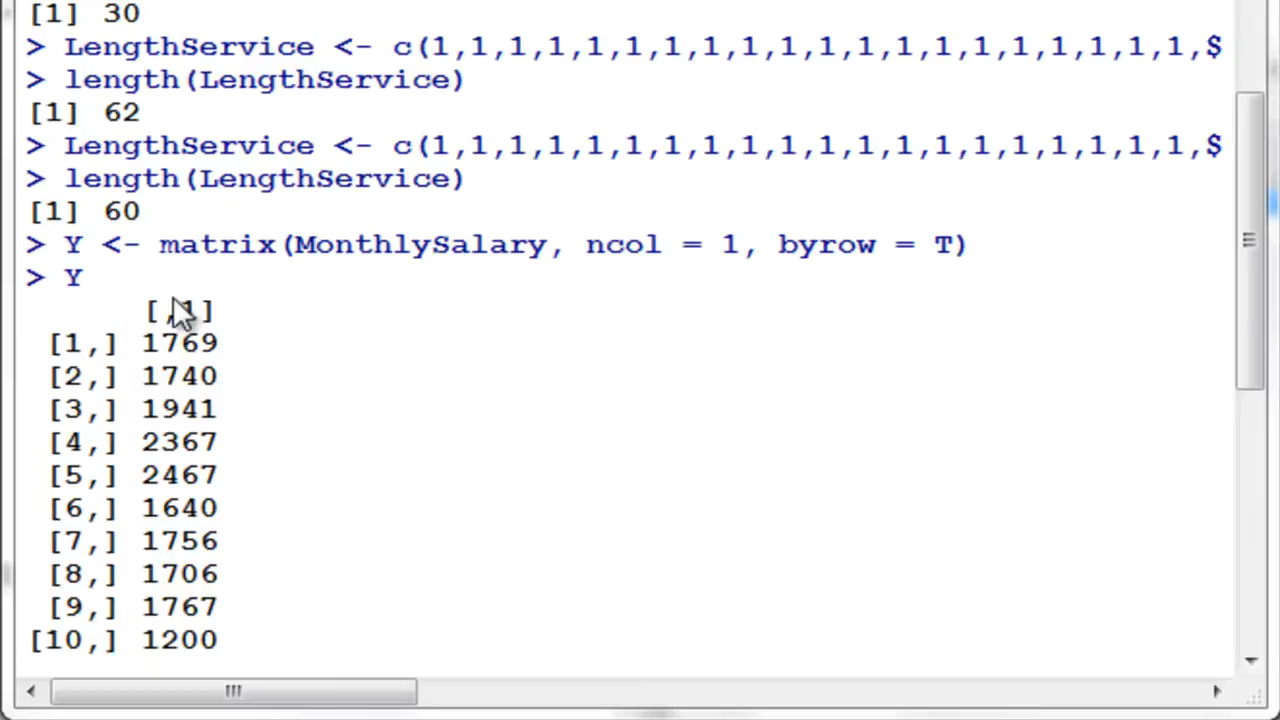 [1] 30
> LengthService <- c(1,1,1,1,1,1,1,1,1,1,1,1,1,1,1,1,1,1,1,1,$
> length(LengthService)
[1] 62
> LengthService <- c(1,1,1,1,1,1,1,1,1,1,1,1,1,1,1,1,1,1,1,1,$
> length(LengthService)
[1] 60
> Y <- matrix(MonthlySalary, ncol = 1, byrow = T)
> Y
[,1]
[1,] 1769
[2,] 1740
[3,] 1941
[4,] 2367
[5,] 2467
[6,] 1640
[7,] 1756
[8,] 1706
[9,] 1767
[10,] 1200